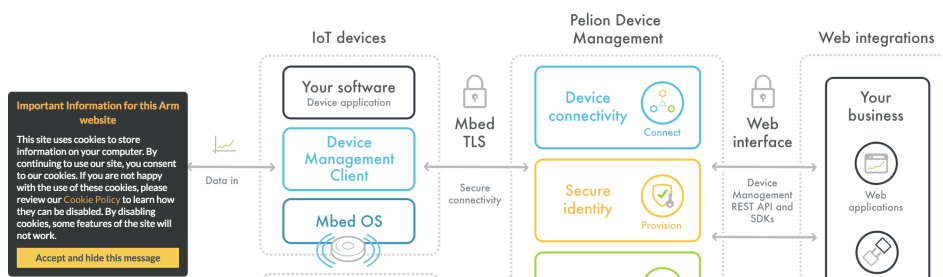 Pelion Device
Management
IoT devices
Web integrations
Your software
Device application
Device
Management
Client
Mbed OS
Mbed
TLS
Secure
connectivity
Device
connectivity
Connect
Secure
identity
Provision
Web
interface
Device
Management
REST API and
SDKs
Your
business
Web
applications
Data in
Important Information for this Arm
website
This site uses cookies to store
information on your computer. By
continuing to use our site, you consent
to our cookies. If you are not happy
with the use of these cookies, please
review our Cookie Policy to learn how
they can be disabled. By disabling
cookies, some features of the site will
not work.
Accept and hide this message